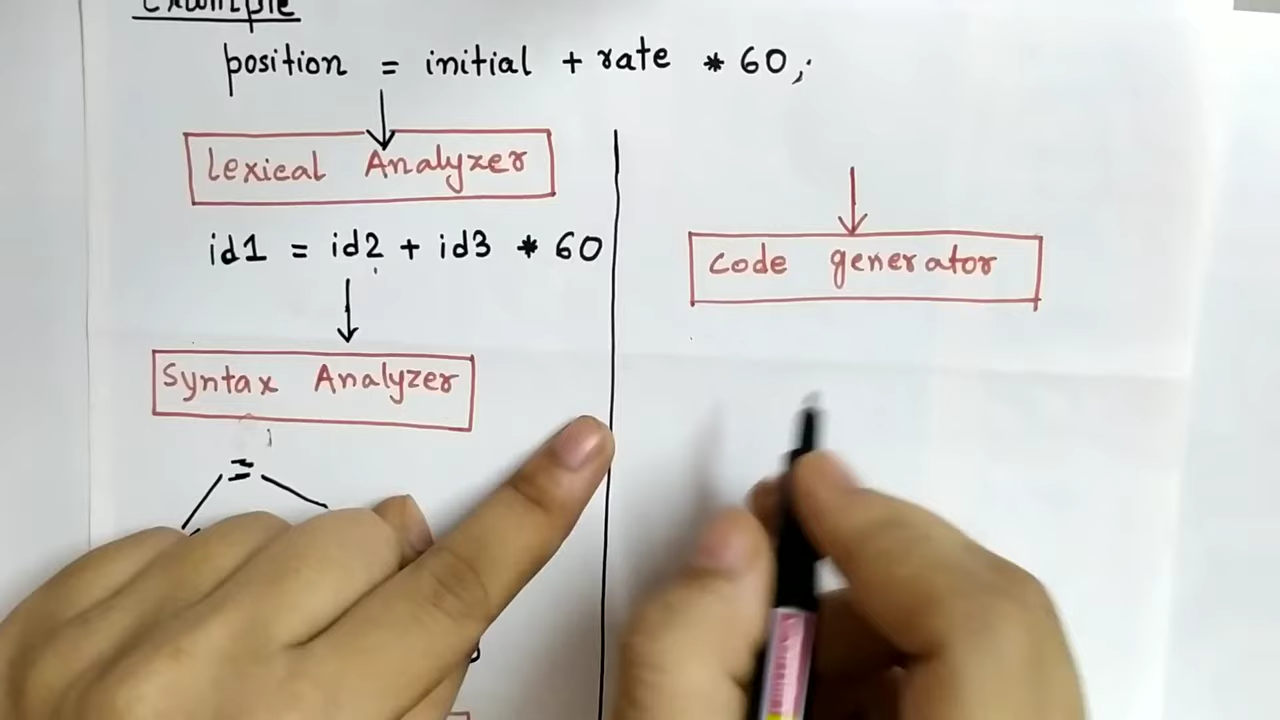 Example
position = initial + rate * 60;
Lexical Analyzer
id1 = id2 + id3 * 60
Syntax Analyzer
=
code generator